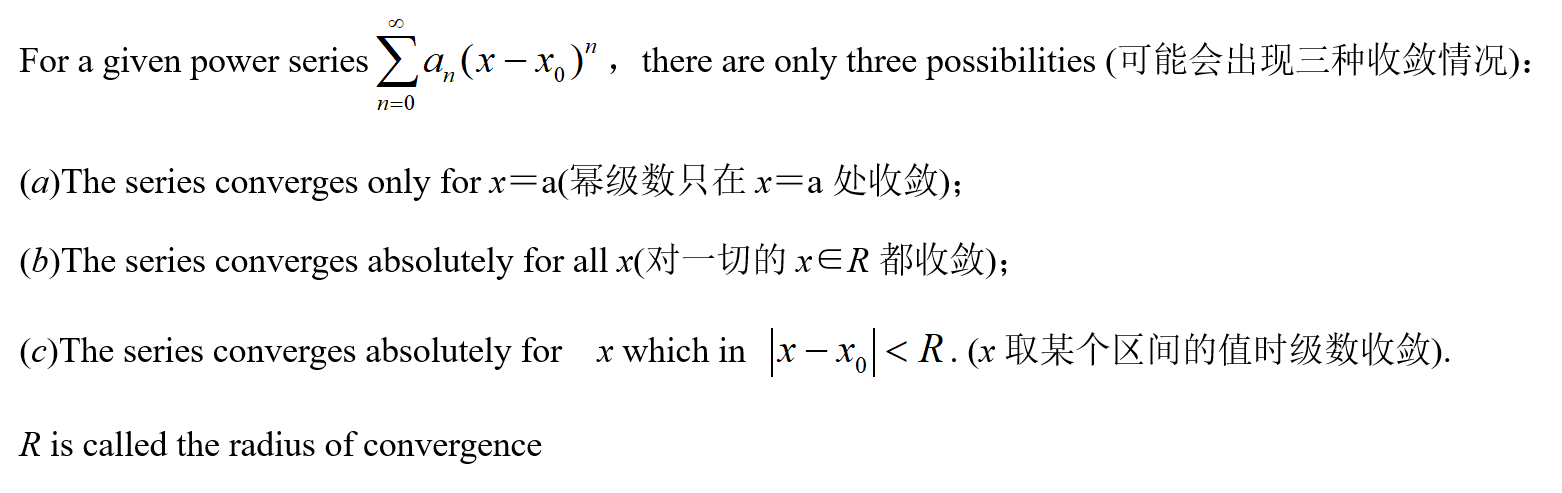 For a given power series $\sum_{n=0}^{\infty} a_n (x - x_0)^n$， there are only three possibilities (可能会出现三种收敛情况)：
(a)The series converges only for x＝a(幂级数只在 x＝a 处收敛)；
(b)The series converges absolutely for all x(对一切的 x∈R 都收敛)；
(c)The series converges absolutely for x which in $|x - x_0| < R$. (x 取某个区间的值时级数收敛).
R is called the radius of convergence